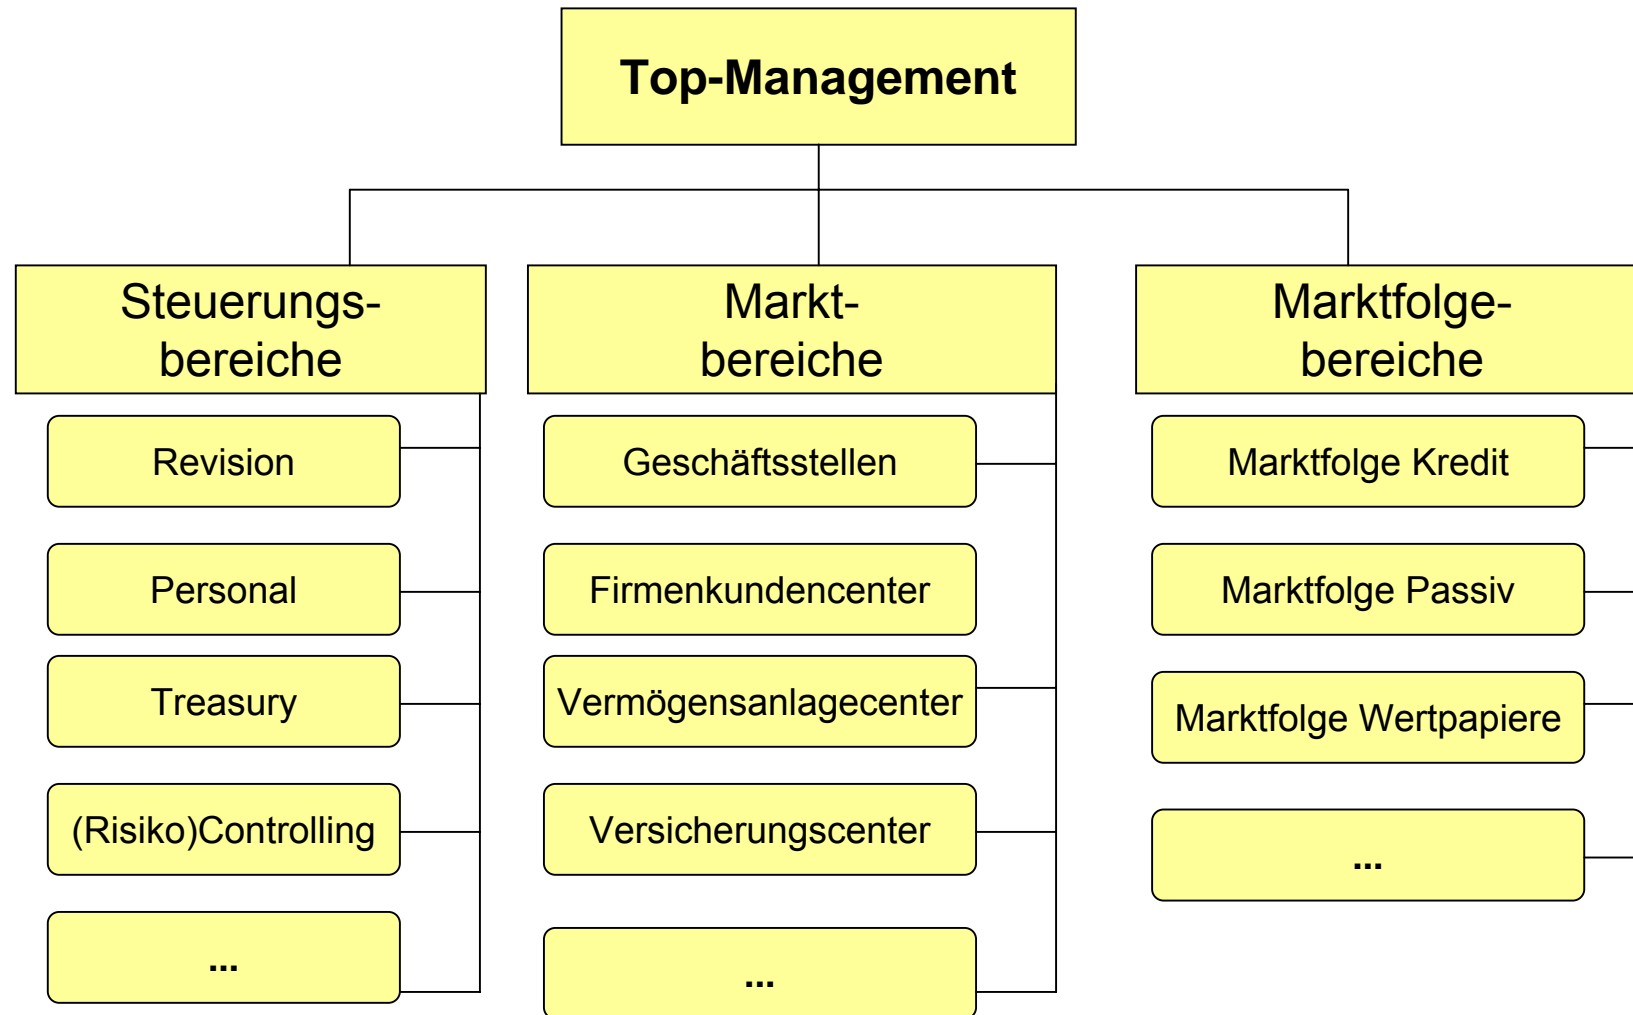 Top-Management
Steuerungs-
bereiche
Revision
Personal
Treasury
(Risiko)Controlling
...
Markt-
bereiche
Geschäftsstellen
Firmenkundencenter
Vermögensanlagecenter
Versicherungscenter
...
Marktfolge-
bereiche
Marktfolge Kredit
Marktfolge Passiv
Marktfolge Wertpapiere
...